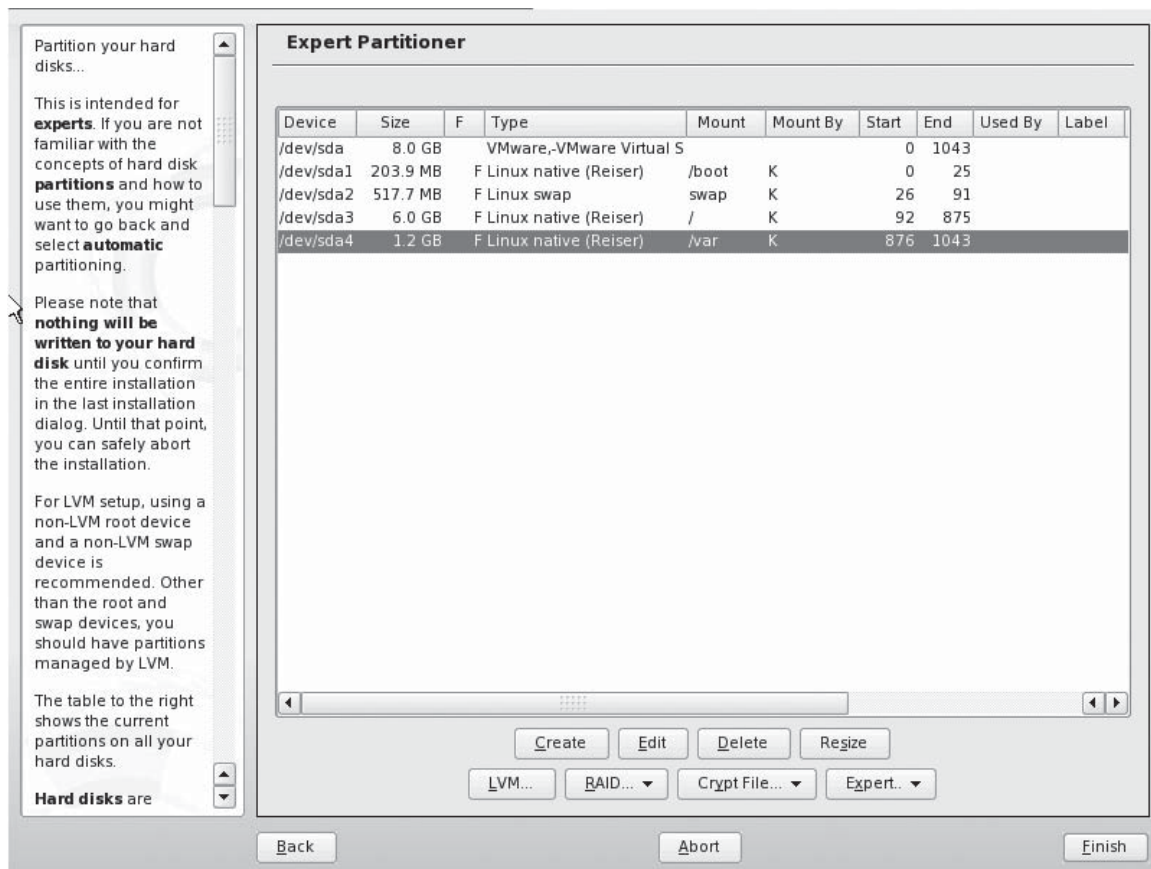 Partition your hard
disks...
This is intended for
experts. If you are not
familiar with the
concepts of hard disk
partitions and how to
use them, you might
want to go back and
select automatic
partitioning.
Please note that
nothing will be
written to your hard
disk until you confirm
the entire installation
in the last installation
dialog. Until that point,
you can safely abort
the installation.
For LVM setup, using a
non-LVM root device
and a non-LVM swap
device is
recommended. Other
than the root and
swap devices, you
should have partitions
managed by LVM.
The table to the right
shows the current
partitions on all your
hard disks.
Hard disks are
Expert Partitioner
Device Size F Type Mount Mount By Start End Used By Label
/dev/sda 8.0 GB VMware,-VMware Virtual S 0 1043
/dev/sda1 203.9 MB F Linux native (Reiser) /boot K 0 25
/dev/sda2 517.7 MB F Linux swap swap K 26 91
/dev/sda3 6.0 GB F Linux native (Reiser) / K 92 875
/dev/sda4 1.2 GB F Linux native (Reiser) /var K 876 1043
Create Edit Delete Resize
LVM... RAID... Crypt File... Expert..
Back Abort Finish